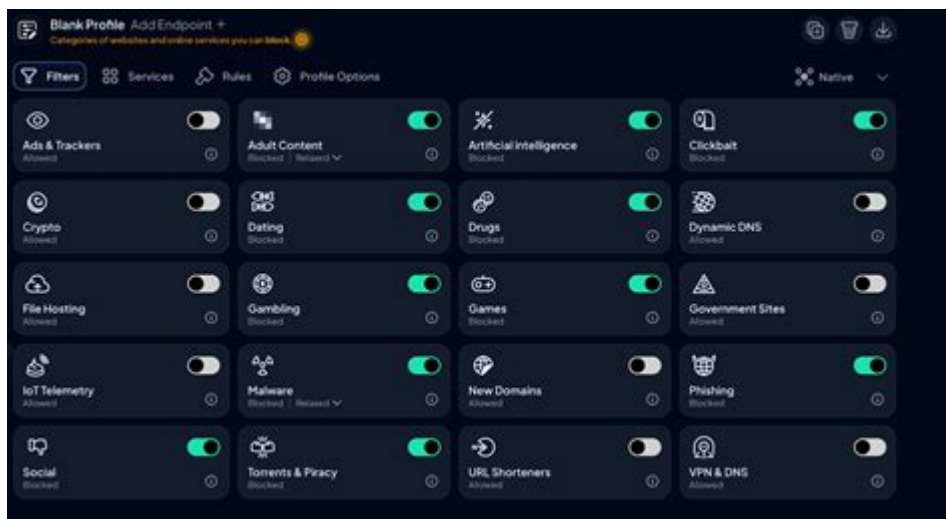 Blank Profile Add Endpoint +
Categories of websites and online services you can block.
Filters Services Rules Profile Options Native
Ads & Trackers
Allowed
Adult Content
Blocked | Relaxed
Artificial Intelligence
Blocked
Clickbait
Blocked
Crypto
Allowed
Dating
Blocked
Drugs
Blocked
Dynamic DNS
Allowed
File Hosting
Allowed
Gambling
Blocked
Games
Blocked
Government Sites
Allowed
IoT Telemetry
Allowed
Malware
Blocked | Relaxed
New Domains
Allowed
Phishing
Blocked
Social
Blocked
Torrents & Piracy
Blocked
URL Shorteners
Allowed
VPN & DNS
Allowed